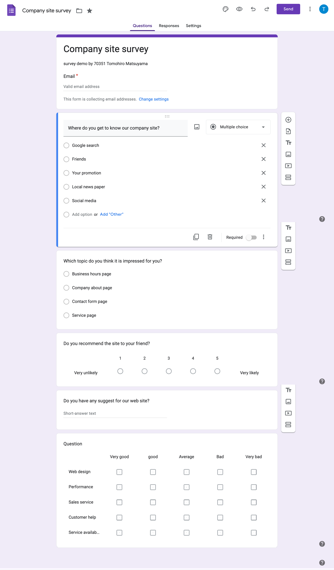 Company site survey
Send
T
Questions Responses Settings
Company site survey
survey demo by 70351 Tomohiro Matsuyama
Email *
Valid email address
This form is collecting email addresses. Change settings
Where do you get to know our company site?
Multiple choice
Google search
Friends
Your promotion
Local news paper
Social media
Add option or Add "Other"
Required
Which topic do you think it is impressed for you?
Business hours page
Company about page
Contact form page
Service page
Do you recommend the site to your friend?
1 2 3 4 5
Very unlikely Very likely
Do you have any suggest for our web site?
Short-answer text
Question
Very good good Average Bad Very bad
Web design
Performance
Sales service
Customer help
Service availab...